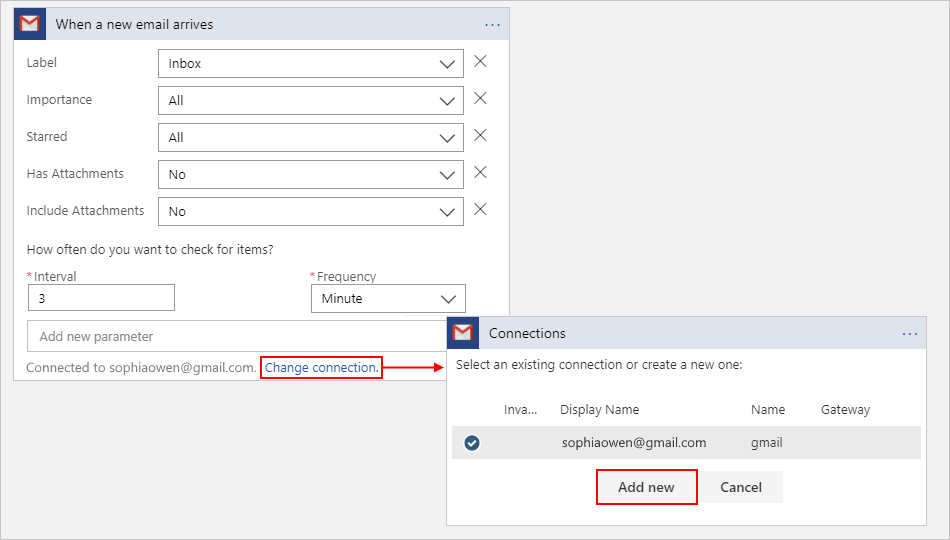 When a new email arrives ...
Label Inbox
Importance All
Starred All
Has Attachments No
Include Attachments No
How often do you want to check for items?
*Interval *Frequency
3 Minute
Add new parameter
Connected to sophiaowen@gmail.com. Change connection.
Connections ...
Select an existing connection or create a new one:
Inva... Display Name Name Gateway
sophiaowen@gmail.com gmail
Add new Cancel